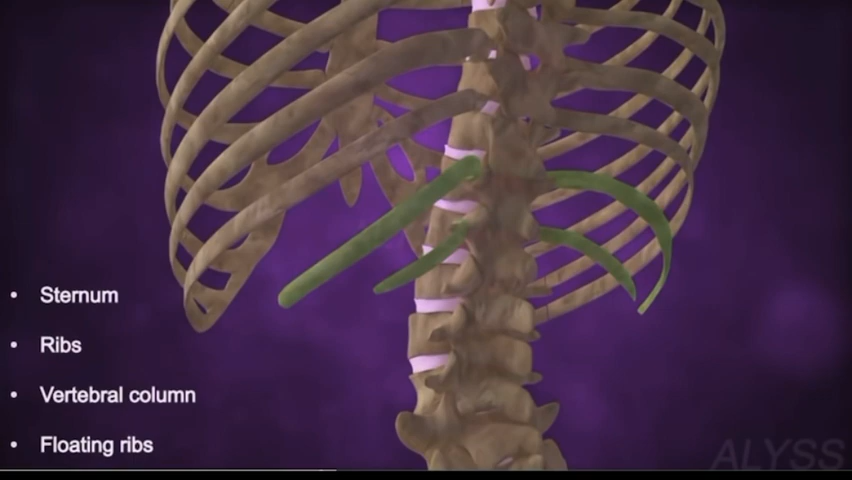 • Sternum
• Ribs
• Vertebral column
• Floating ribs
ALYSS